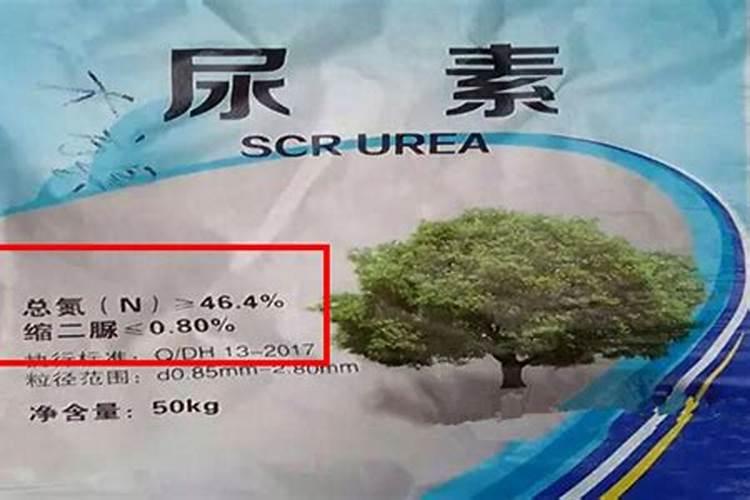 尿素
SCR UREA
总氮（N）≥46.4%
缩二脲≤0.80%
执行标准：Q/DH 13-2017
粒径范围：d0.85mm-2.80mm
净含量：50kg